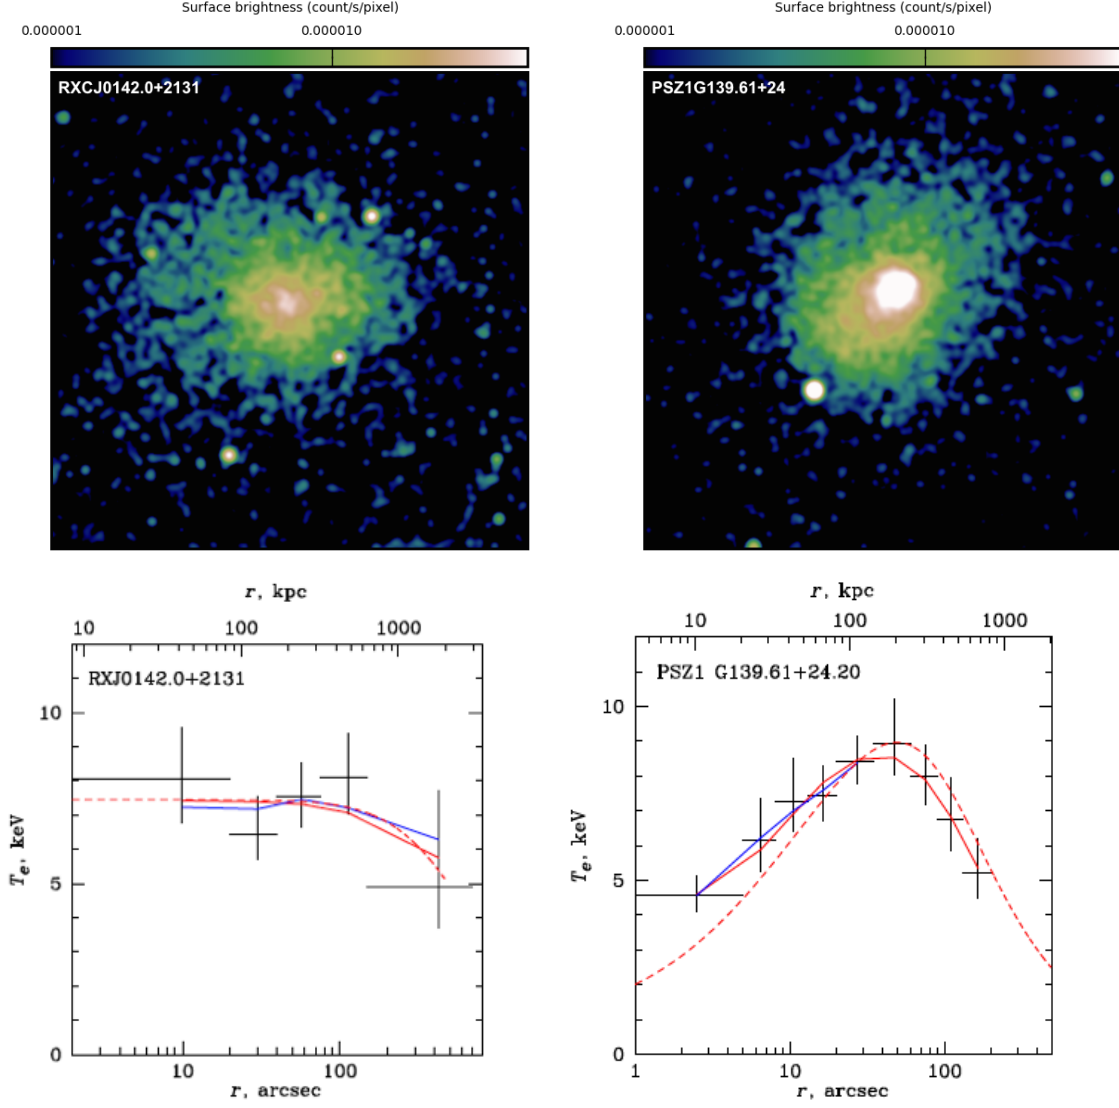 Surface brightness (count/s/pixel)
0.000001 0.000010
RXCJ0142.0+2131
Surface brightness (count/s/pixel)
0.000001 0.000010
PSZ1G139.61+24
r, kpc
10 100 1000
RXJ0142.0+2131
10
5
0
Te, keV
10 100
r, arcsec
r, kpc
10 100 1000
PSZ1 G139.61+24.20
10
5
0
Te, keV
1 10 100
r, arcsec